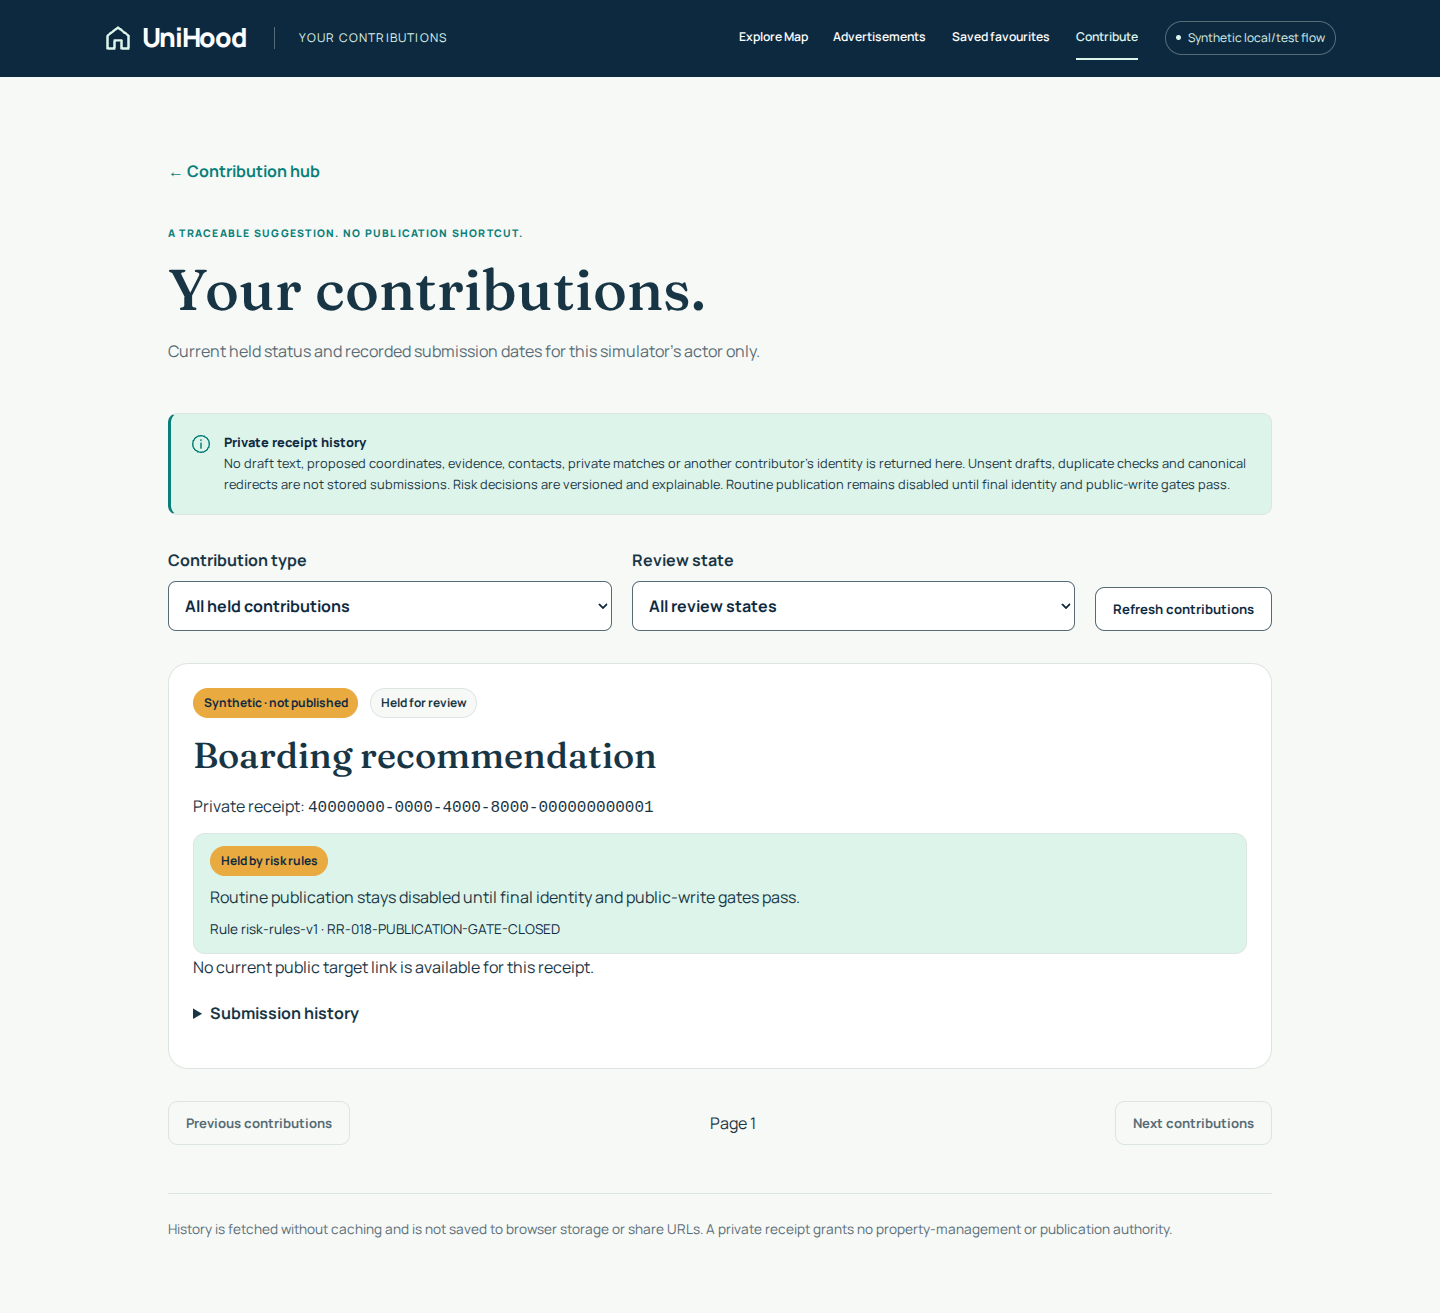 UniHood
YOUR CONTRIBUTIONS
Explore Map
Advertisements
Saved favourites
Contribute
Synthetic local/test flow
← Contribution hub
A TRACEABLE SUGGESTION. NO PUBLICATION SHORTCUT.
Your contributions.
Current held status and recorded submission dates for this simulator's actor only.
Private receipt history
No draft text, proposed coordinates, evidence, contacts, private matches or another contributor's identity is returned here. Unsent drafts, duplicate checks and canonical
redirects are not stored submissions. Risk decisions are versioned and explainable. Routine publication remains disabled until final identity and public-write gates pass.
Contribution type
Review state
All held contributions
All review states
Refresh contributions
Synthetic · not published
Held for review
Boarding recommendation
Private receipt: 40000000-0000-4000-8000-000000000001
Held by risk rules
Routine publication stays disabled until final identity and public-write gates pass.
Rule risk-rules-v1 · RR-018-PUBLICATION-GATE-CLOSED
No current public target link is available for this receipt.
Submission history
Previous contributions
Page 1
Next contributions
History is fetched without caching and is not saved to browser storage or share URLs. A private receipt grants no property-management or publication authority.